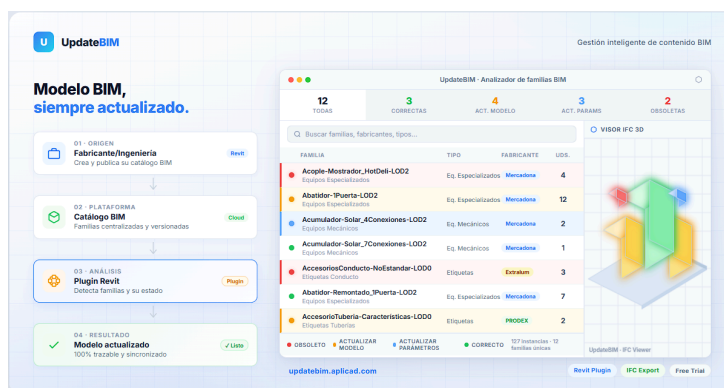 U UpdateBIM
Gestión inteligente de contenido BIM
Modelo BIM,
siempre actualizado.
01 · ORIGEN
Fabricante/Ingeniería
Crea y publica su catálogo BIM
Revit
02 · PLATAFORMA
Catálogo BIM
Familias centralizadas y versionadas
Cloud
03 · ANÁLISIS
Plugin Revit
Detecta familias y su estado
Plugin
04 · RESULTADO
Modelo actualizado
100% trazable y sincronizado
✓ Listo
UpdateBIM · Analizador de familias BIM
12 TODAS
3 CORRECTAS
4 ACT. MODELO
3 ACT. PARAMS
2 OBSOLETAS
Buscar familias, fabricantes, tipos...
VISOR IFC 3D
FAMILIA TIPO FABRICANTE UDS.
Acople-Mostrador_HotDeli-LOD2
Equipos Especializados
Eq. Especializados Mercadona 4
Abatidor-1Puerta-LOD2
Equipos Especializados
Eq. Especializados Mercadona 12
Acumulador-Solar_4Conexiones-LOD2
Equipos Mecánicos
Eq. Mecánicos Mercadona 2
Acumulador-Solar_7Conexiones-LOD2
Equipos Mecánicos
Eq. Mecánicos Mercadona 1
AccesoriosConducto-NoEstandar-LOD0
Etiquetas Conducto
Etiquetas Extralum 3
Abatidor-Remontado_1Puerta-LOD2
Equipos Especializados
Eq. Especializados Mercadona 7
AccesorioTuberia-Caracteristicas-LOD0
Etiquetas Tuberías
Etiquetas PRODEX 2
OBSOLETO
ACTUALIZAR MODELO
ACTUALIZAR PARÁMETROS
CORRECTO
127 instancias · 12 familias únicas
UpdateBIM · IFC Viewer
updatebim.aplicad.com
Revit Plugin
IFC Export
Free Trial